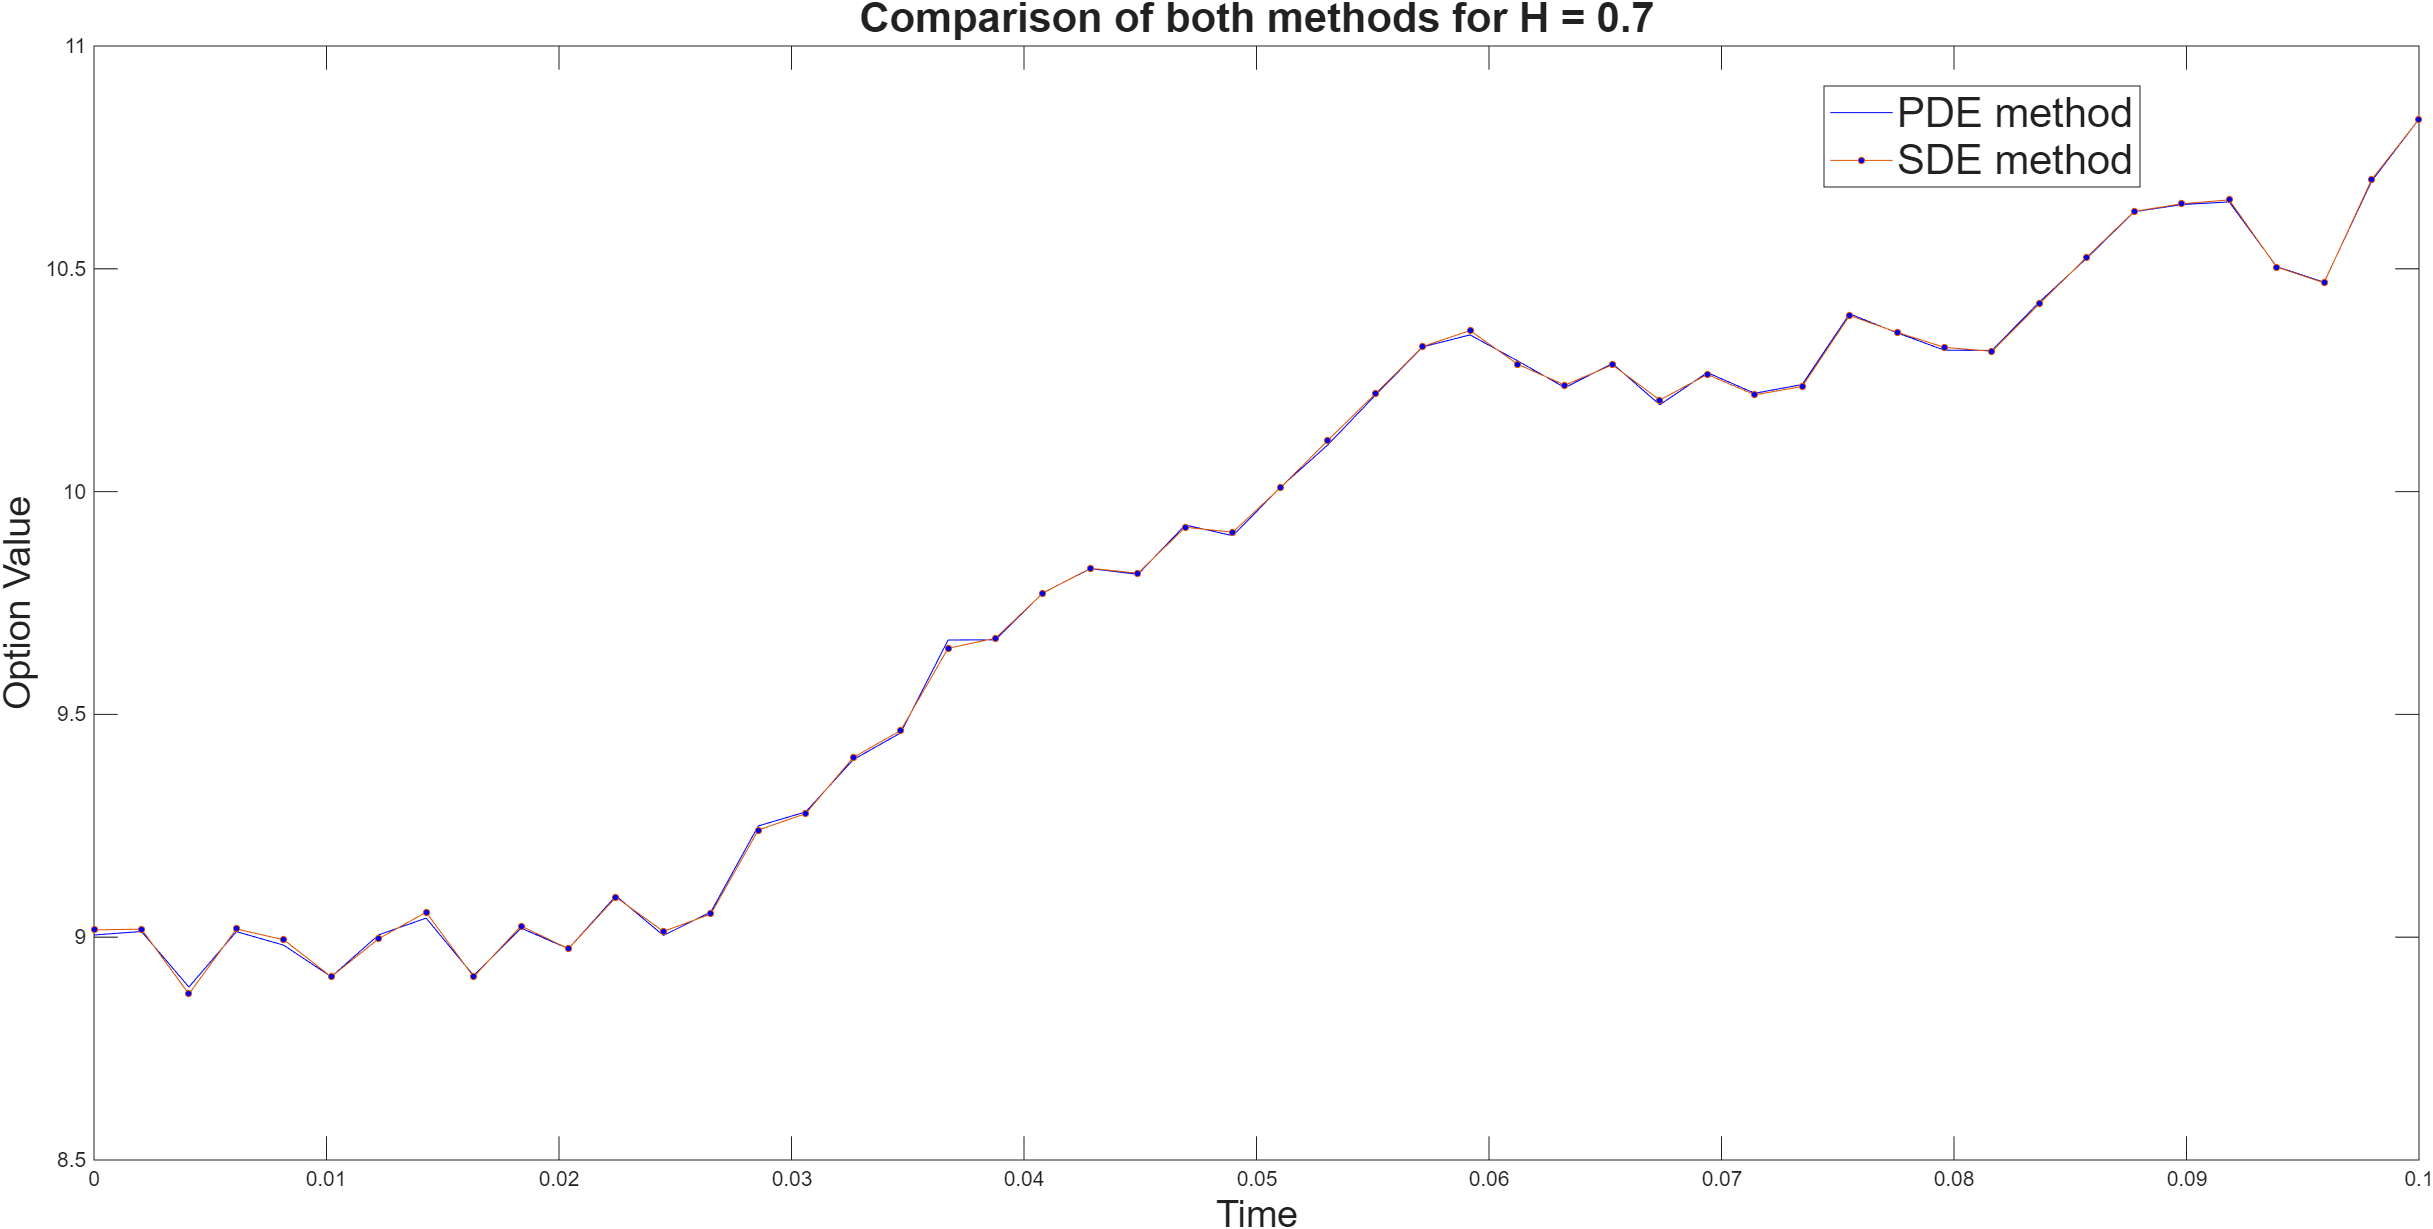 Comparison of both methods for H = 0.7
11
PDE method
SDE method
10.5
10
9.5
9
8.5
Option Value
0 0.01 0.02 0.03 0.04 0.05 0.06 0.07 0.08 0.09 0.1
Time